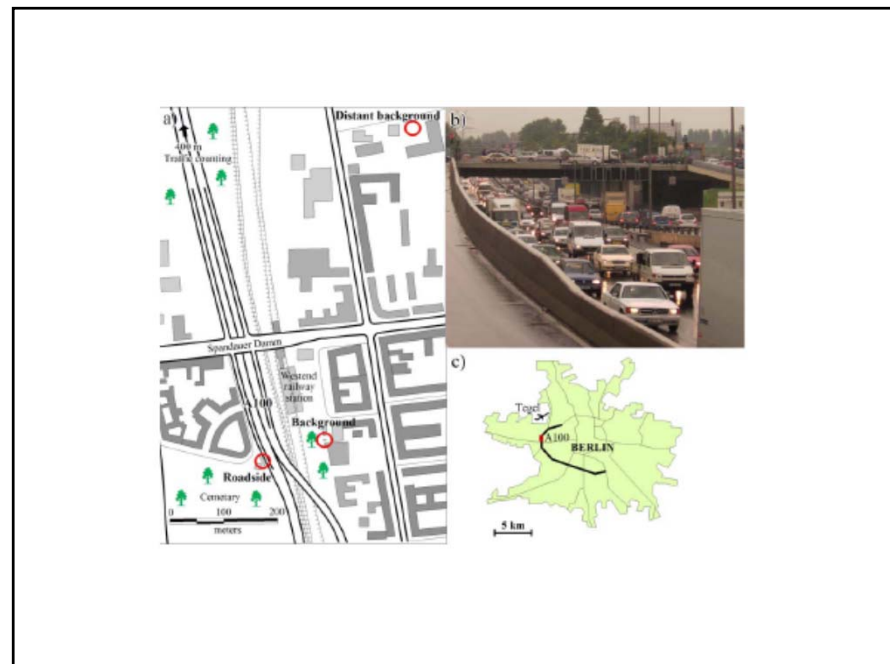 a)
Distant background
400 m
Traffic counting
Spandauer Damm
Westend
railway
station
A100
Background
Roadside
Cemetary
0 100 200
meters
b)
c)
Tegel
A100
BERLIN
5 km